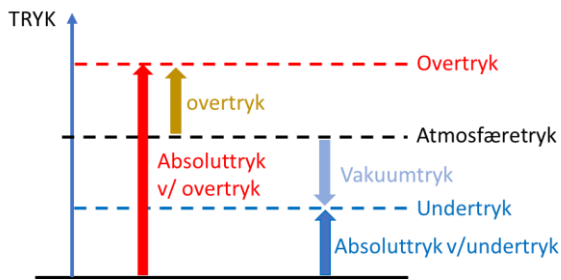 TRYK
Overtryk
overtryk
Atmosfæretryk
Absoluttryk
v/ overtryk
Vakuumtryk
Undertryk
Absoluttryk v/undertryk